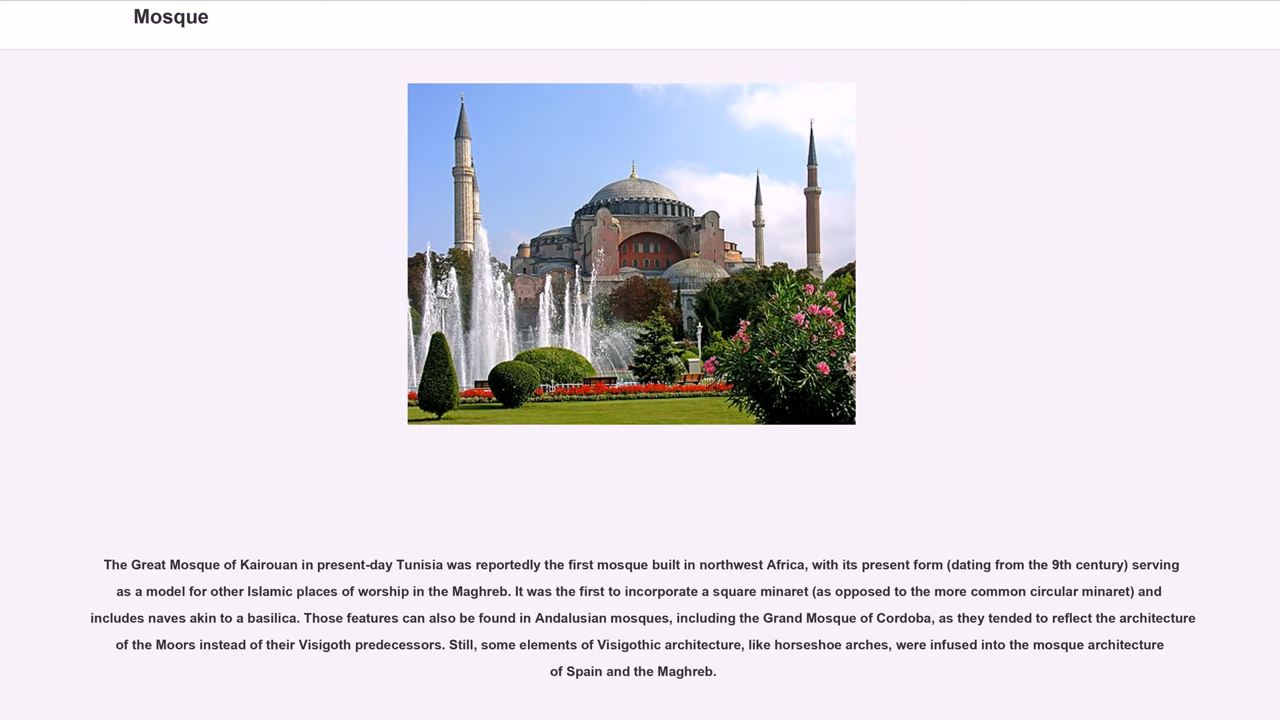 Mosque
The Great Mosque of Kairouan in present-day Tunisia was reportedly the first mosque built in northwest Africa, with its present form (dating from the 9th century) serving
as a model for other Islamic places of worship in the Maghreb. It was the first to incorporate a square minaret (as opposed to the more common circular minaret) and
includes naves akin to a basilica. Those features can also be found in Andalusian mosques, including the Grand Mosque of Cordoba, as they tended to reflect the architecture
of the Moors instead of their Visigoth predecessors. Still, some elements of Visigothic architecture, like horseshoe arches, were infused into the mosque architecture
of Spain and the Maghreb.